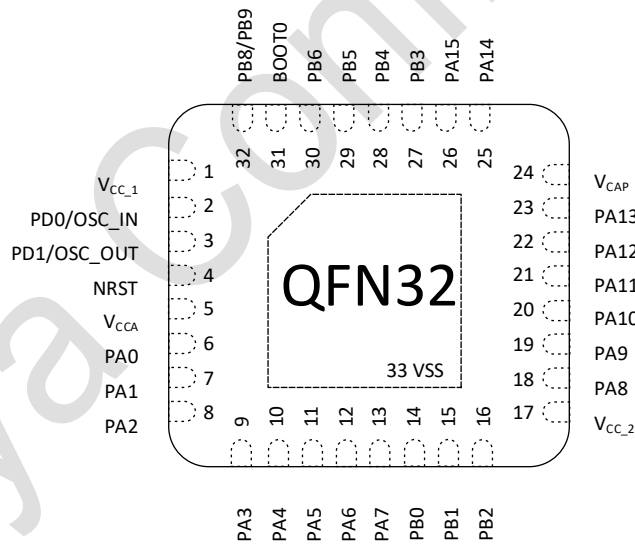 PB8/PB9
BOOT0
PB6
PB5
PB4
PB3
PA15
PA14
32
31
30
29
28
27
26
25
1
2
3
4
5
6
7
8
VCC_1
PD0/OSC_IN
PD1/OSC_OUT
NRST
VCCA
PA0
PA1
PA2
QFN32
33 VSS
24
23
22
21
20
19
18
17
VCAP
PA13
PA12
PA11
PA10
PA9
PA8
VCC_2
9
10
11
12
13
14
15
16
PA3
PA4
PA5
PA6
PA7
PB0
PB1
PB2